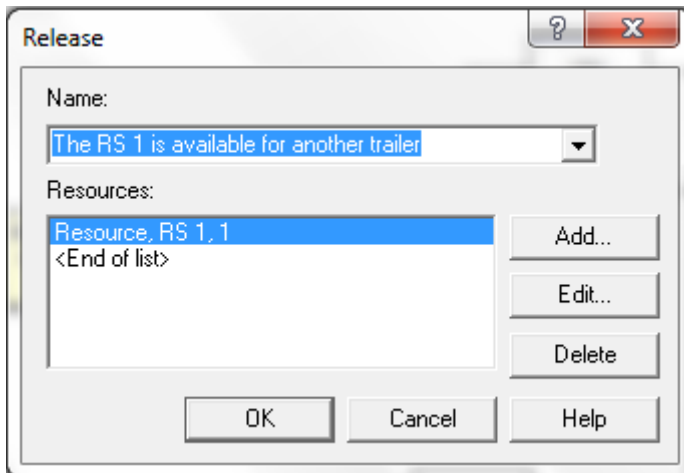 Release
Name:
The RS 1 is available for another trailer
Resources:
Resource, RS 1, 1
<End of list>
Add...
Edit...
Delete
OK
Cancel
Help